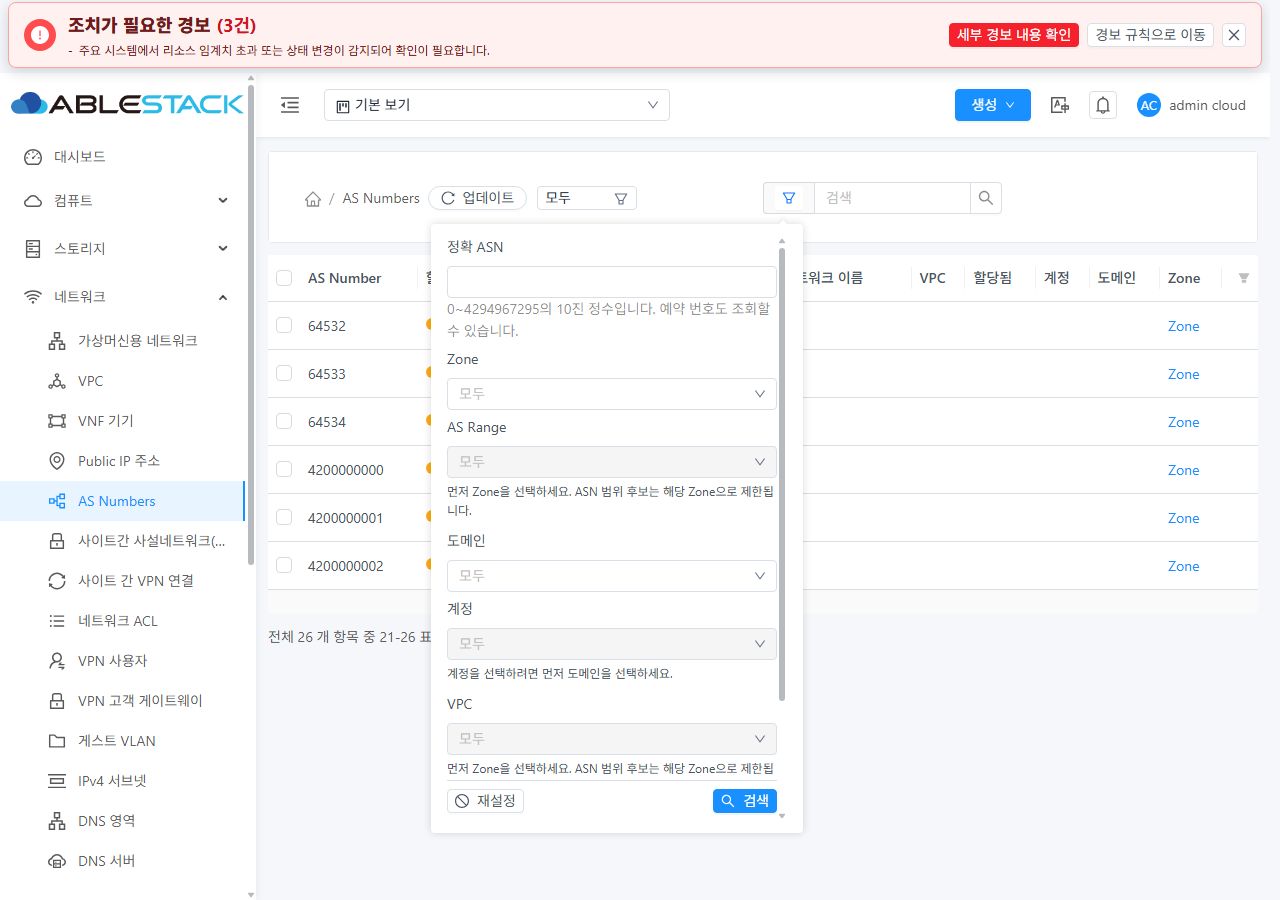 조치가 필요한 경보 (3건)
- 주요 시스템에서 리소스 임계치 초과 또는 상태 변경이 감지되어 확인이 필요합니다.
세부 경보 내용 확인
경보 규칙으로 이동
ABLESTACK
기본 보기
생성
AC
admin cloud
대시보드
컴퓨트
스토리지
네트워크
가상머신용 네트워크
VPC
VNF 기기
Public IP 주소
AS Numbers
사이트간 사설네트워크(...
사이트 간 VPN 연결
네트워크 ACL
VPN 사용자
VPN 고객 게이트웨이
게스트 VLAN
IPv4 서브넷
DNS 영역
DNS 서버
/ AS Numbers
업데이트
모두
검색
AS Number
트워크 이름
VPC
할당됨
계정
도메인
Zone
64532
Zone
64533
Zone
64534
Zone
4200000000
Zone
4200000001
Zone
4200000002
Zone
전체 26 개 항목 중 21-26 표
정확 ASN
0~4294967295의 10진 정수입니다. 예약 번호도 조회할
수 있습니다.
Zone
모두
AS Range
모두
먼저 Zone을 선택하세요. ASN 범위 후보는 해당 Zone으로 제한됩
니다.
도메인
모두
계정
모두
계정을 선택하려면 먼저 도메인을 선택하세요.
VPC
모두
먼저 Zone을 선택하세요. ASN 범위 후보는 해당 Zone으로 제한됩
재설정
검색